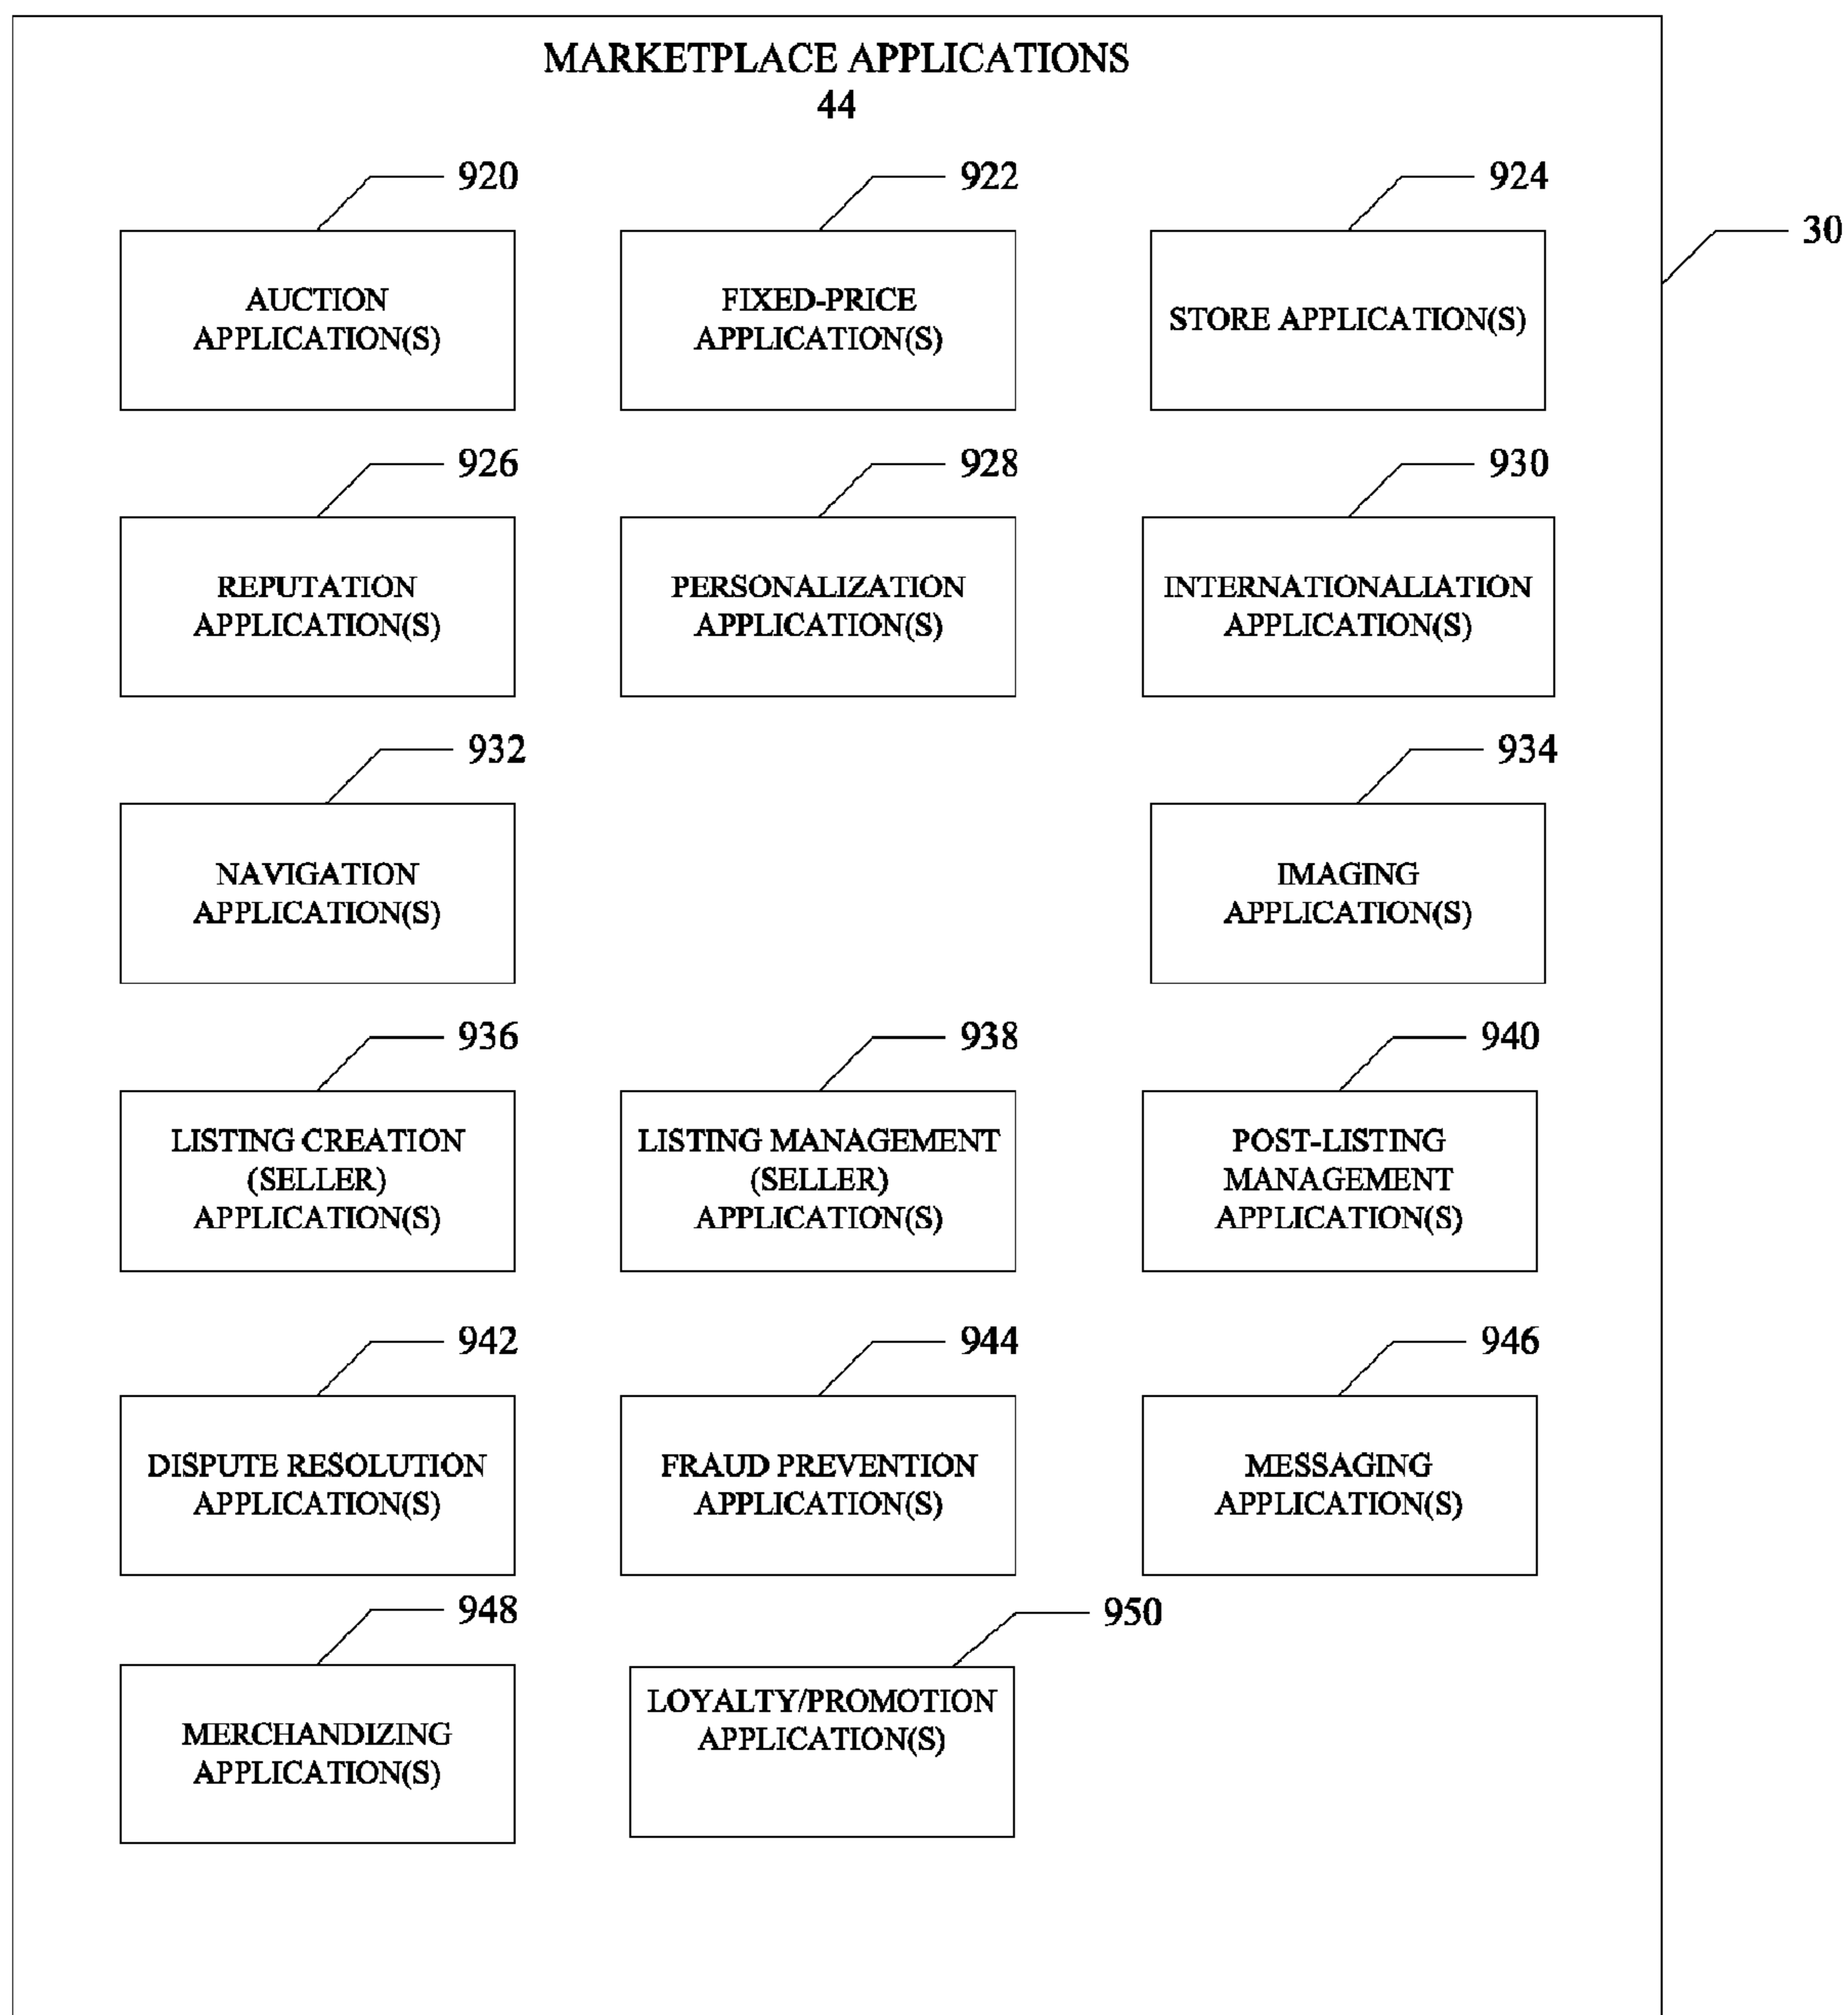 MARKETPLACE APPLICATIONS
44
920
922
924
30
AUCTION
APPLICATION(S)
FIXED-PRICE
APPLICATION(S)
STORE APPLICATION(S)
926
928
930
REPUTATION
APPLICATION(S)
PERSONALIZATION
APPLICATION(S)
INTERNATIONALIATION
APPLICATION(S)
932
934
NAVIGATION
APPLICATION(S)
IMAGING
APPLICATION(S)
936
938
940
LISTING CREATION
(SELLER)
APPLICATION(S)
LISTING MANAGEMENT
(SELLER)
APPLICATION(S)
POST-LISTING
MANAGEMENT
APPLICATION(S)
942
944
946
DISPUTE RESOLUTION
APPLICATION(S)
FRAUD PREVENTION
APPLICATION(S)
MESSAGING
APPLICATION(S)
948
950
MERCHANDIZING
APPLICATION(S)
LOYALTY/PROMOTION
APPLICATION(S)